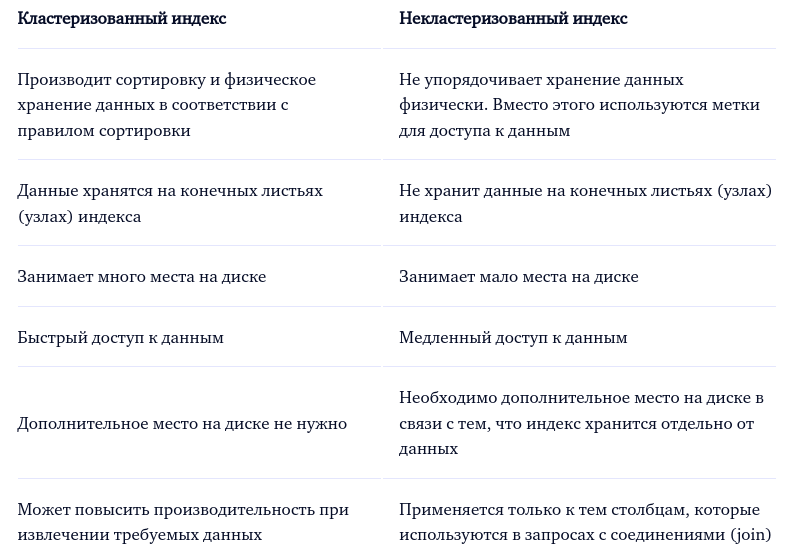 Кластеризованный индекс
Некластеризованный индекс
Производит сортировку и физическое
хранение данных в соответствии с
правилом сортировки
Не упорядочивает хранение данных
физически. Вместо этого используются метки
для доступа к данным
Данные хранятся на конечных листьях
(узлах) индекса
Не хранит данные на конечных листьях (узлах)
индекса
Занимает много места на диске
Занимает мало места на диске
Быстрый доступ к данным
Медленный доступ к данным
Дополнительное место на диске не нужно
Необходимо дополнительное место на диске в
связи с тем, что индекс хранится отдельно от
данных
Может повысить производительность при
извлечении требуемых данных
Применяется только к тем столбцам, которые
используются в запросах с соединениями (join)